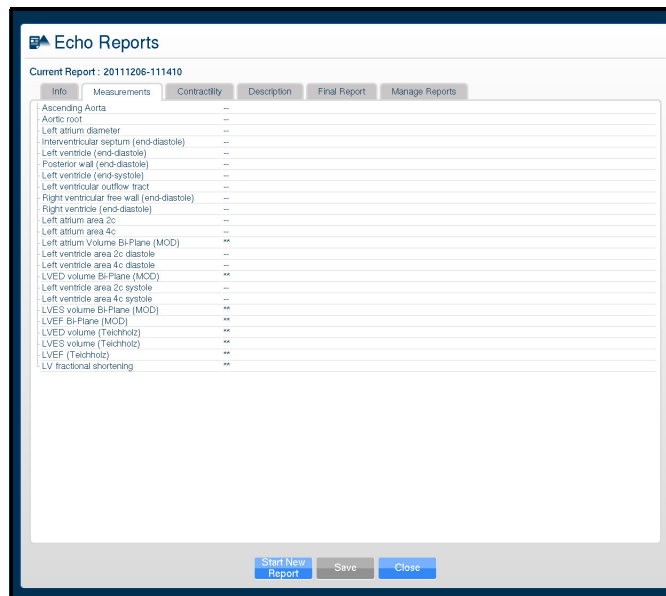 Echo Reports
Current Report : 20111206-111410
Info Measurements Contractility Description Final Report Manage Reports
Ascending Aorta --
Aortic root --
Left atrium diameter --
Interventricular septum (end-diastole) --
Left ventricle (end-diastole) --
Posterior wall (end-diastole) --
Left ventricle (end-systole) --
Left ventricular outflow tract --
Right ventricular free wall (end-diastole) --
Right ventricle (end-diastole) --
Left atrium area 2c --
Left atrium area 4c --
Left atrium Volume Bi-Plane (MOD) **
Left ventricle area 2c diastole --
Left ventricle area 4c diastole --
LVED volume Bi-Plane (MOD) **
Left ventricle area 2c systole --
Left ventricle area 4c systole --
LVES volume Bi-Plane (MOD) **
LVEF Bi-Plane (MOD) **
LVED volume (Teichholz) **
LVES volume (Teichholz) **
LVEF (Teichholz) **
LV fractional shortening **
Start New
Report
Save
Close